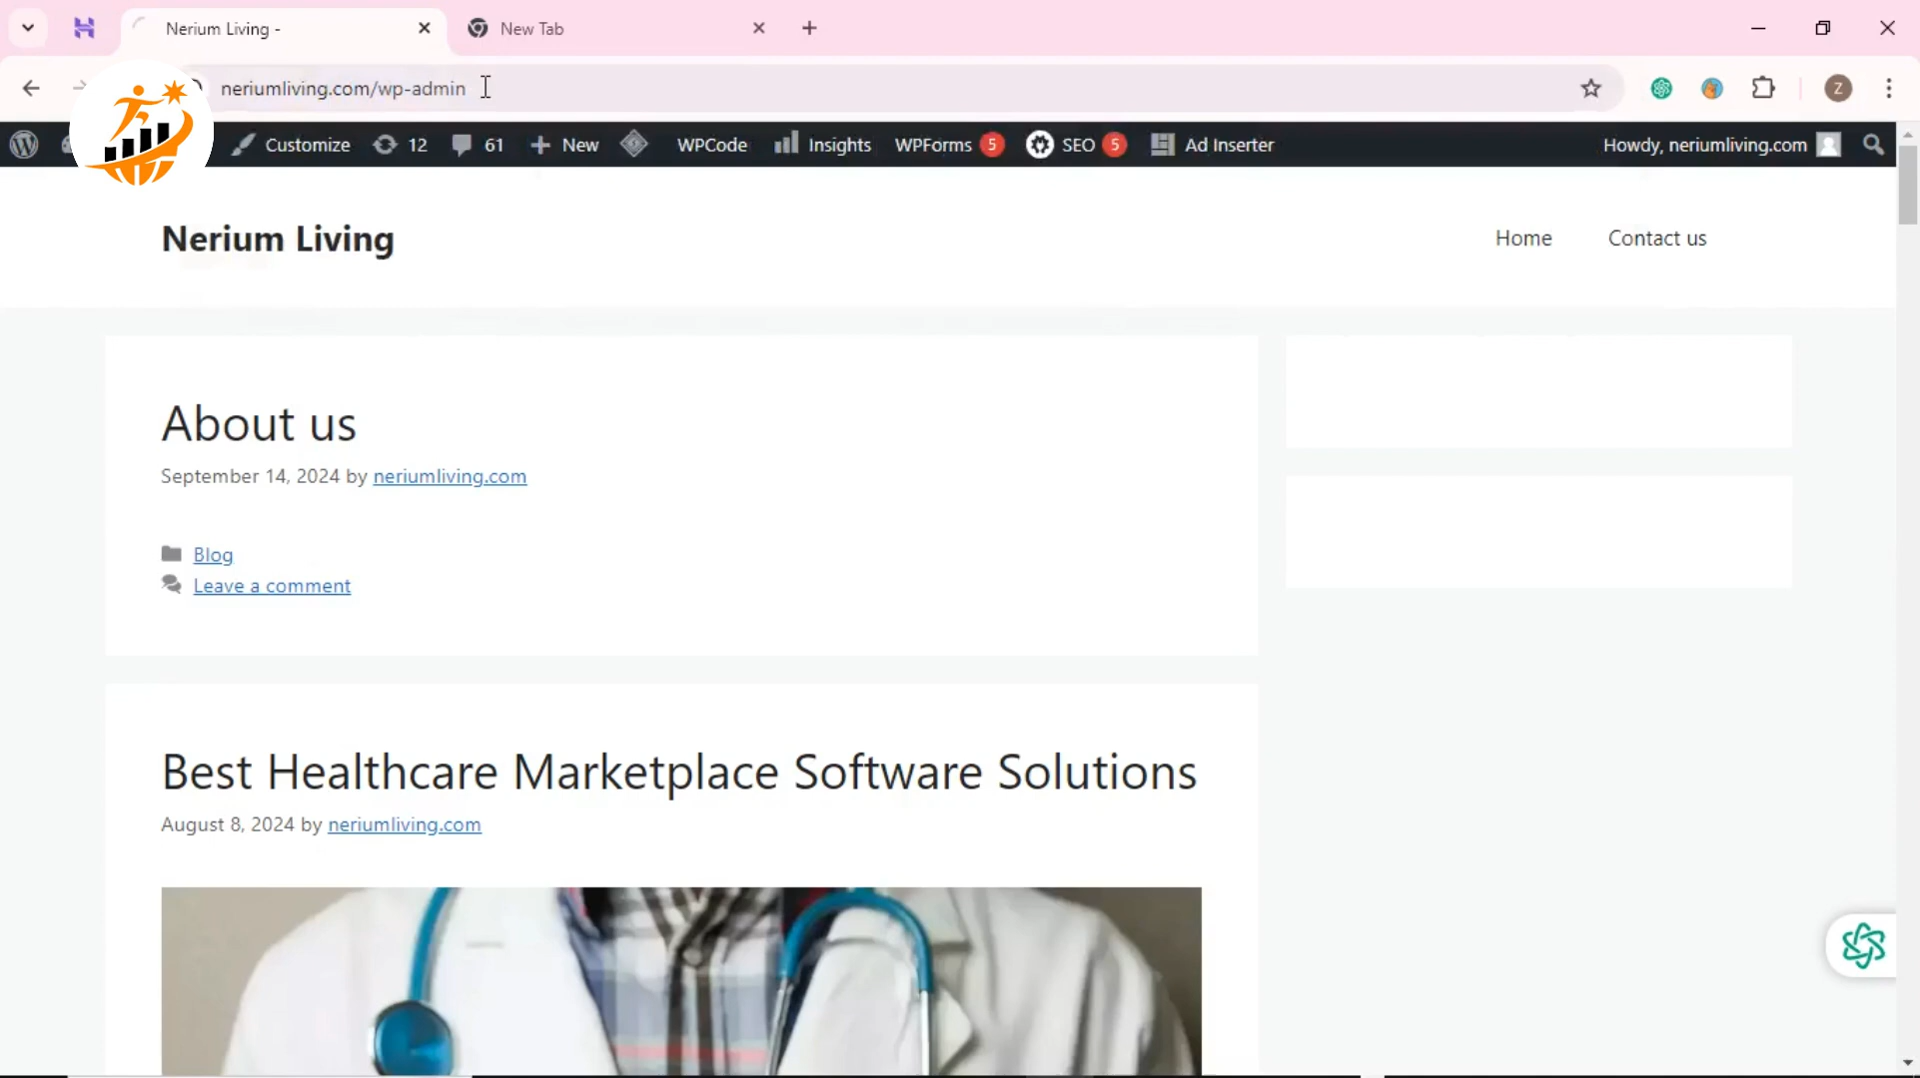 Nerium Living -
New Tab
neriumliving.com/wp-admin
Z
Customize
12
61
New
WPCode
Insights
WPForms 5
SEO 5
Ad Inserter
Howdy, neriumliving.com
Nerium Living
Home
Contact us
About us
September 14, 2024 by neriumliving.com
Blog
Leave a comment
Best Healthcare Marketplace Software Solutions
August 8, 2024 by neriumliving.com